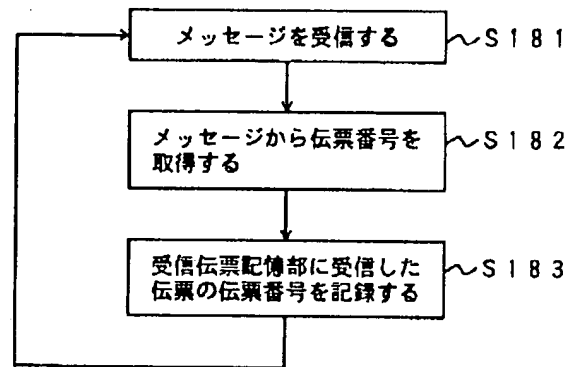 メッセージを受信する S181
メッセージから伝票番号を S182
取得する
受信伝票記憶部に受信した S183
伝票の伝票番号を記録する